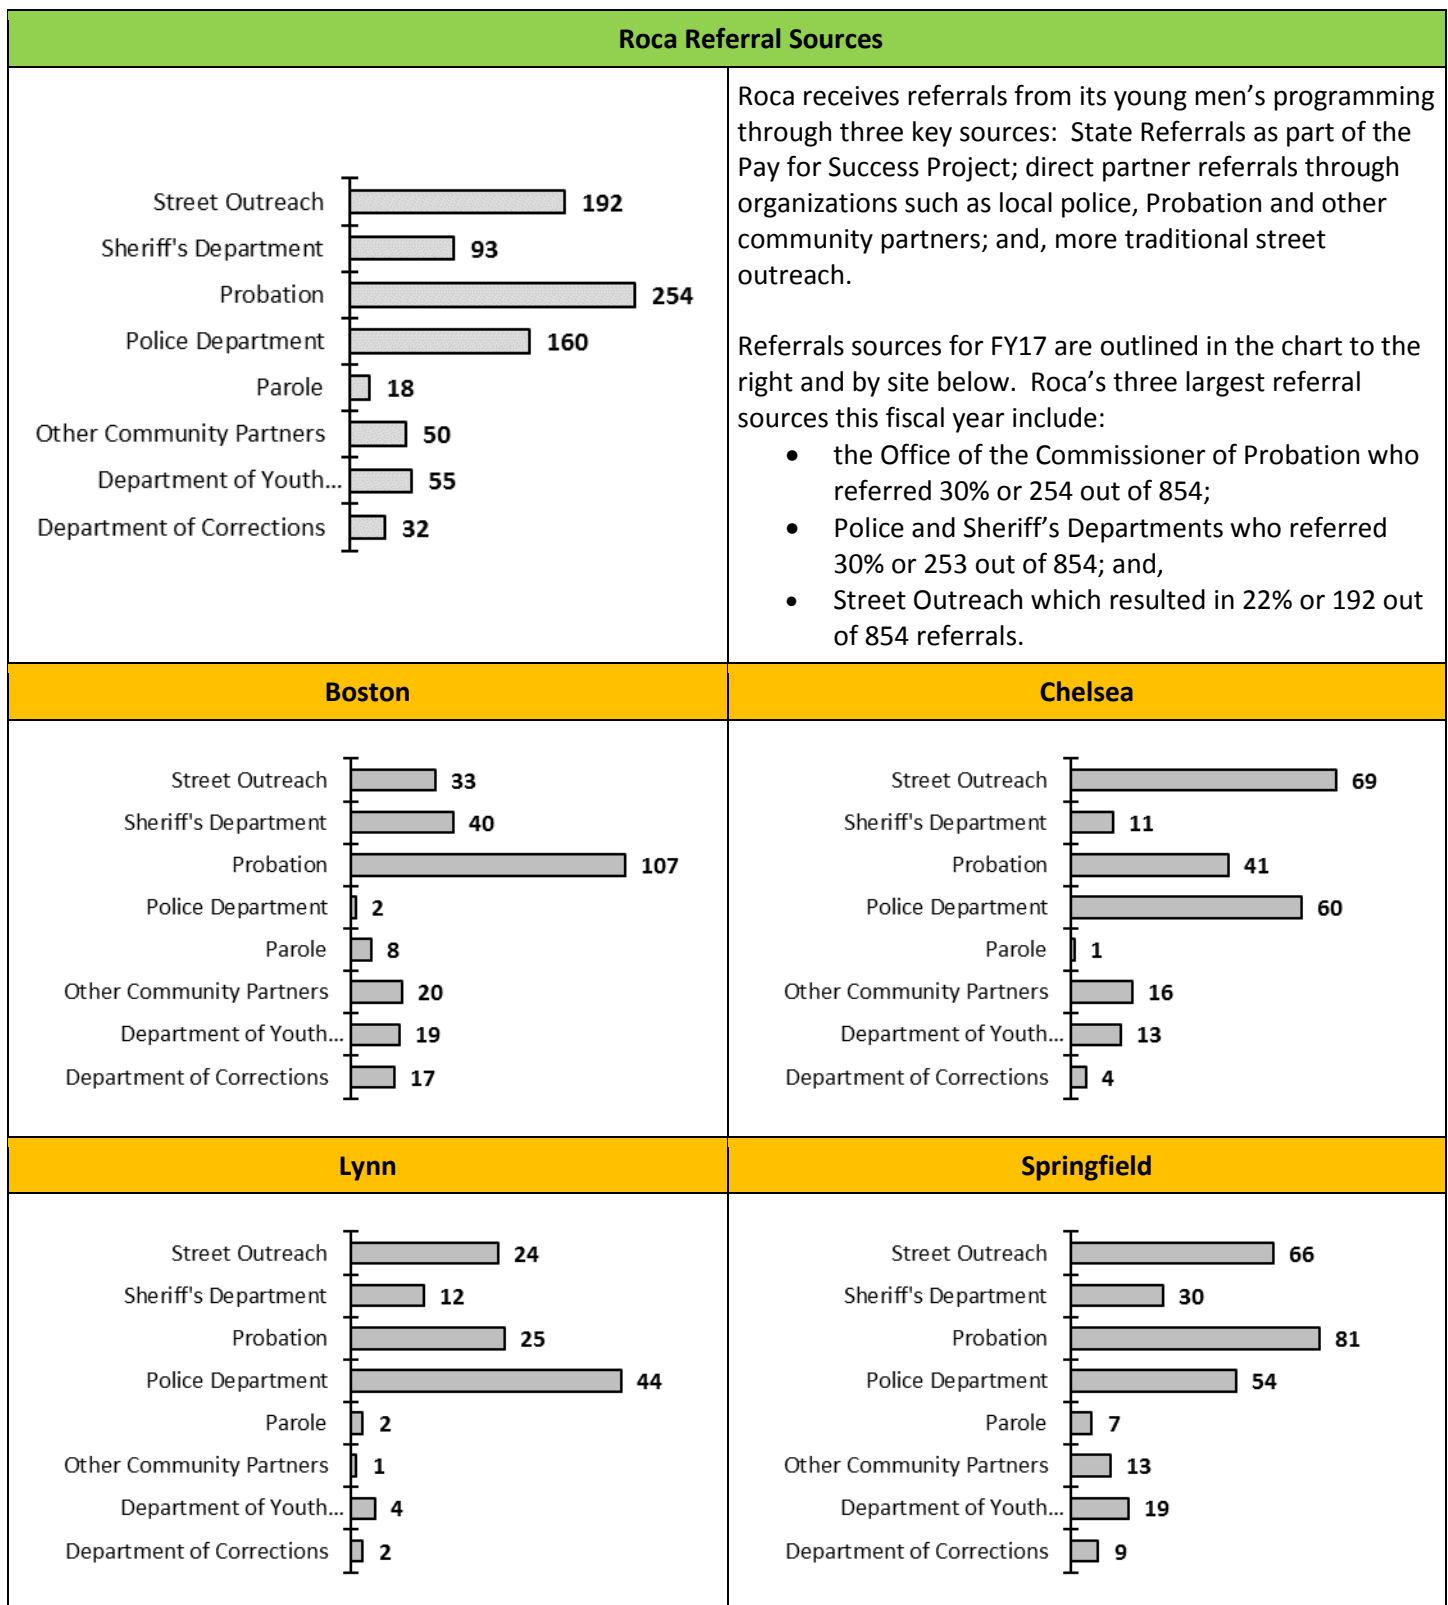 Roca Referral Sources
Street Outreach 192
Sheriff's Department 93
Probation 254
Police Department 160
Parole 18
Other Community Partners 50
Department of Youth... 55
Department of Corrections 32
Roca receives referrals from its young men’s programming
through three key sources:  State Referrals as part of the
Pay for Success Project; direct partner referrals through
organizations such as local police, Probation and other
community partners; and, more traditional street
outreach.
Referrals sources for FY17 are outlined in the chart to the
right and by site below.  Roca’s three largest referral
sources this fiscal year include:
• the Office of the Commissioner of Probation who
referred 30% or 254 out of 854;
• Police and Sheriff’s Departments who referred
30% or 253 out of 854; and,
• Street Outreach which resulted in 22% or 192 out
of 854 referrals.
Boston
Street Outreach 33
Sheriff's Department 40
Probation 107
Police Department 2
Parole 8
Other Community Partners 20
Department of Youth... 19
Department of Corrections 17
Chelsea
Street Outreach 69
Sheriff's Department 11
Probation 41
Police Department 60
Parole 1
Other Community Partners 16
Department of Youth... 13
Department of Corrections 4
Lynn
Street Outreach 24
Sheriff's Department 12
Probation 25
Police Department 44
Parole 2
Other Community Partners 1
Department of Youth... 4
Department of Corrections 2
Springfield
Street Outreach 66
Sheriff's Department 30
Probation 81
Police Department 54
Parole 7
Other Community Partners 13
Department of Youth... 19
Department of Corrections 9